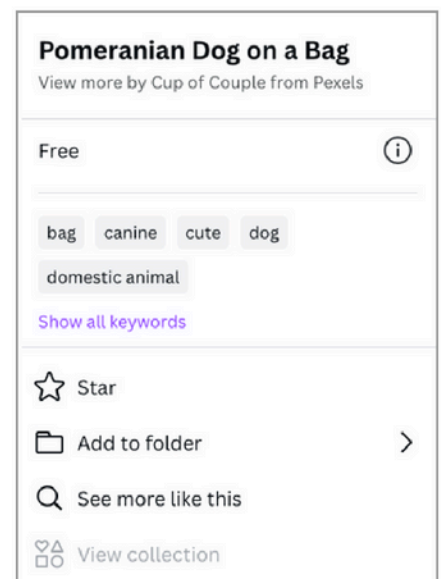 Pomeranian Dog on a Bag
View more by Cup of Couple from Pexels
Free
bag canine cute dog
domestic animal
Show all keywords
Star
Add to folder
See more like this
View collection